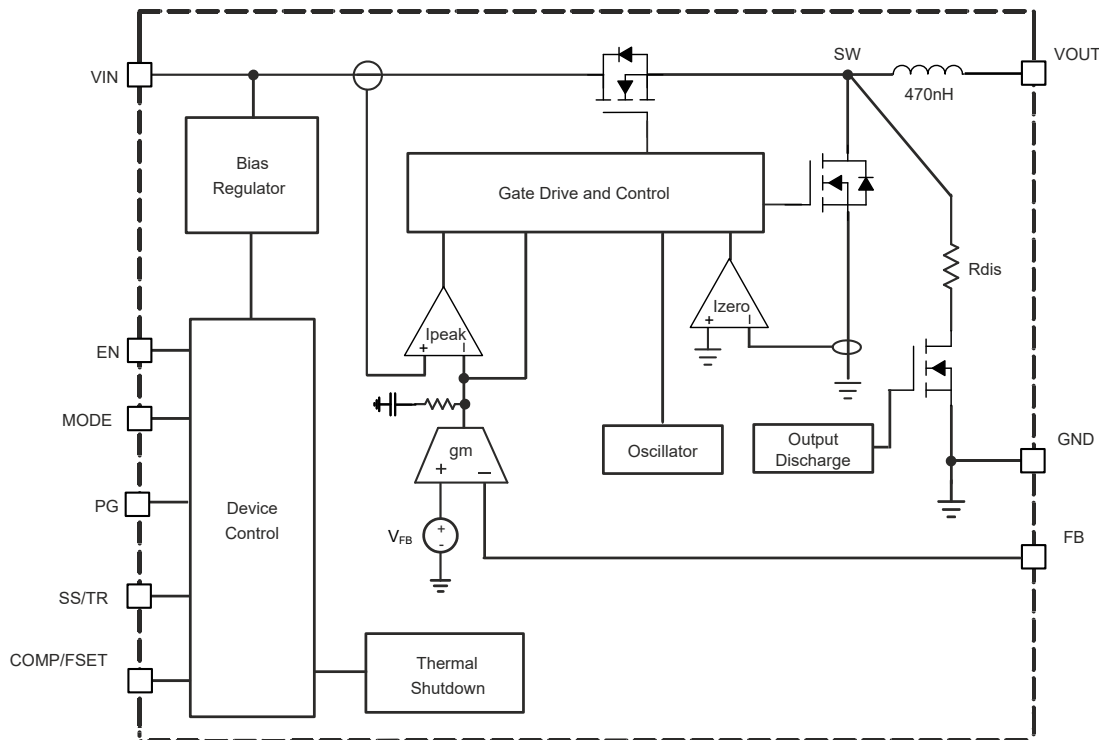 VIN
SW
VOUT
470nH
Bias
Regulator
Gate Drive and Control
Rdis
Ipeak
+
–
Izero
+
–
EN
MODE
gm
+
–
Oscillator
Output
Discharge
GND
PG
Device
Control
VFB
+
-
FB
SS/TR
COMP/FSET
Thermal
Shutdown